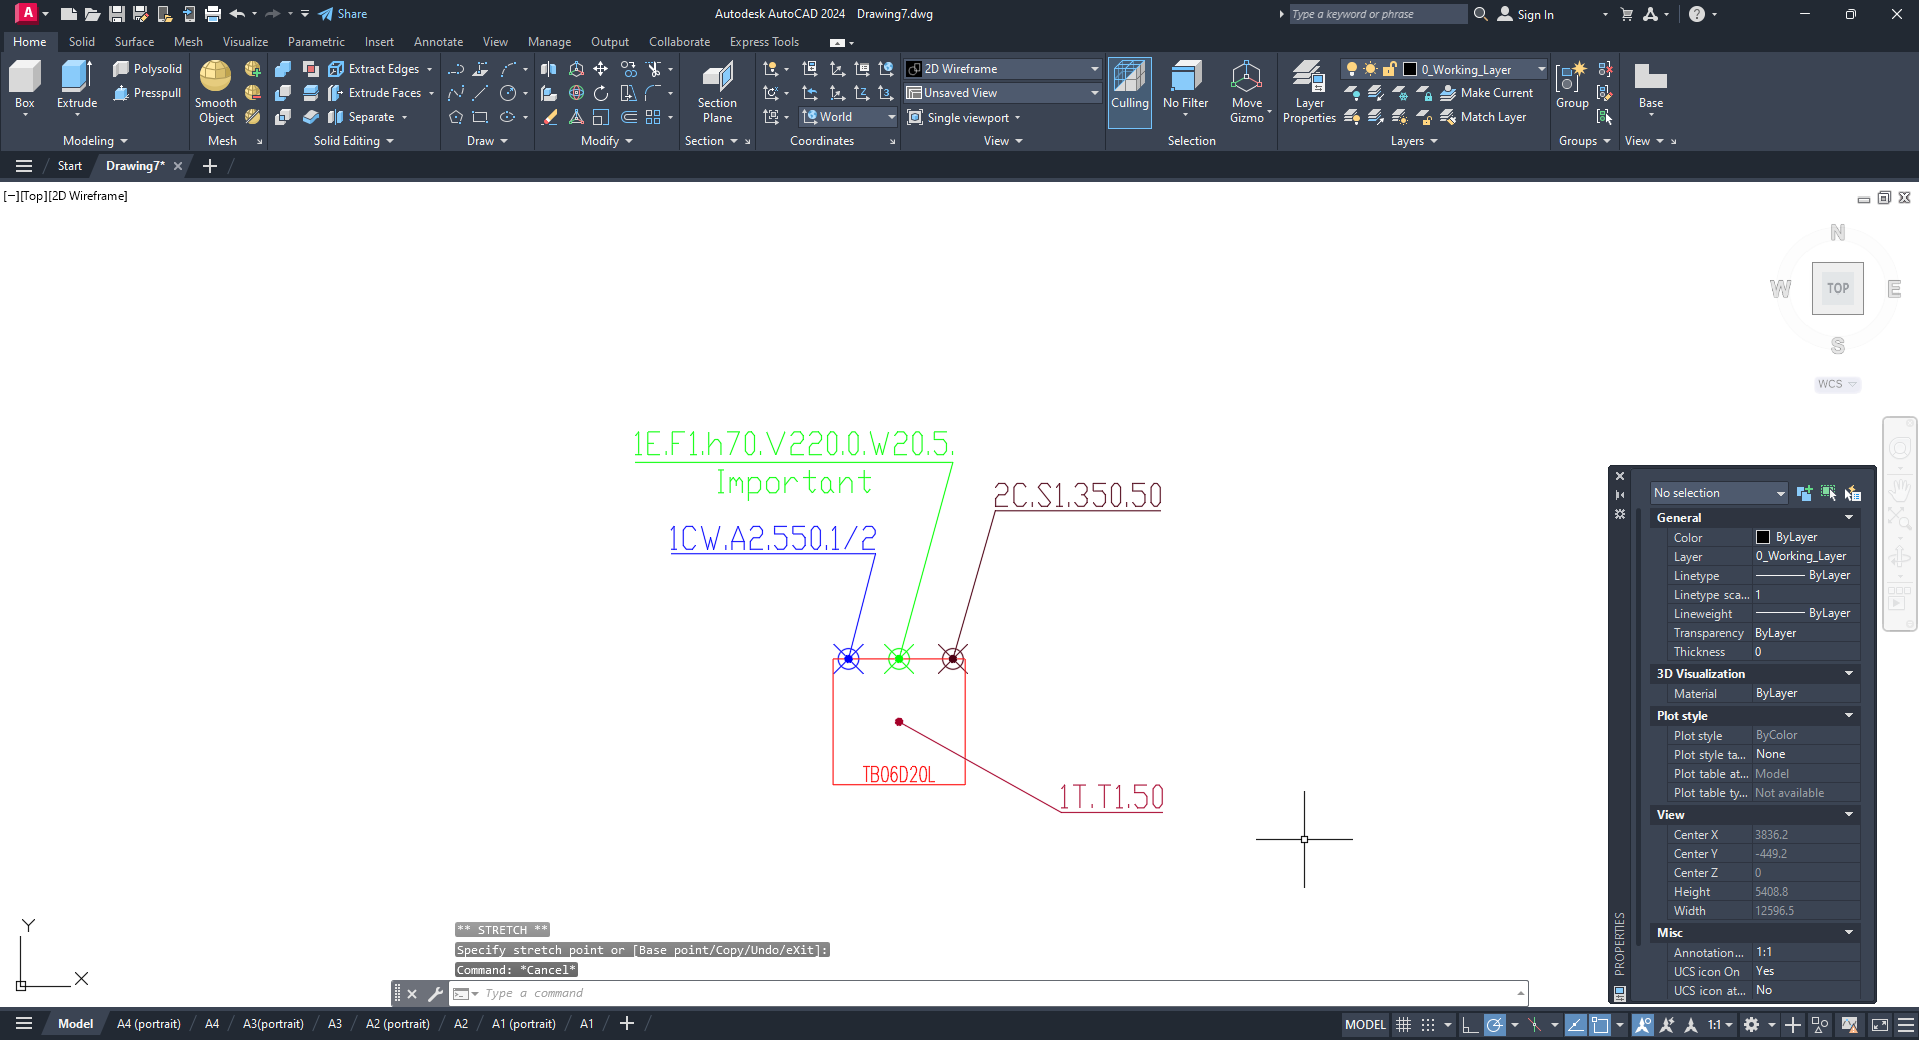 Share
Autodesk AutoCAD 2024 Drawing7.dwg
Type a keyword or phrase
Sign In
Home Solid Surface Mesh Visualize Parametric Insert Annotate View Manage Output Collaborate Express Tools
Box
Extrude
Polysolid
Presspull
Modeling
Smooth Object
Mesh
Extract Edges
Extrude Faces
Separate
Solid Editing
Draw
Modify
Section Plane
Section
World
Coordinates
2D Wireframe
Unsaved View
Single viewport
View
Culling
No Filter
Move Gizmo
Selection
Layer Properties
0_Working_Layer
Make Current
Match Layer
Layers
Group
Groups
Base
View
Start
Drawing7*
[−][Top][2D Wireframe]
N
W
TOP
E
S
WCS
1E.F1.h70.V220.0.W20.5.
Important
2C.S1.350.50
1CW.A2.550.1/2
TB06D20L
1T.T1.50
Y
X
No selection
General
Color ByLayer
Layer 0_Working_Layer
Linetype ByLayer
Linetype sca... 1
Lineweight ByLayer
Transparency ByLayer
Thickness 0
3D Visualization
Material ByLayer
Plot style
Plot style ByColor
Plot style ta... None
Plot table at... Model
Plot table ty... Not available
View
Center X 3836.2
Center Y -449.2
Center Z 0
Height 5408.8
Width 12596.5
Misc
Annotation... 1:1
UCS icon On Yes
UCS icon at... No
PROPERTIES
** STRETCH **
Specify stretch point or [Base point/Copy/Undo/eXit]:
Command: *Cancel*
Type a command
Model A4 (portrait) A4 A3(portrait) A3 A2 (portrait) A2 A1 (portrait) A1
MODEL
1:1